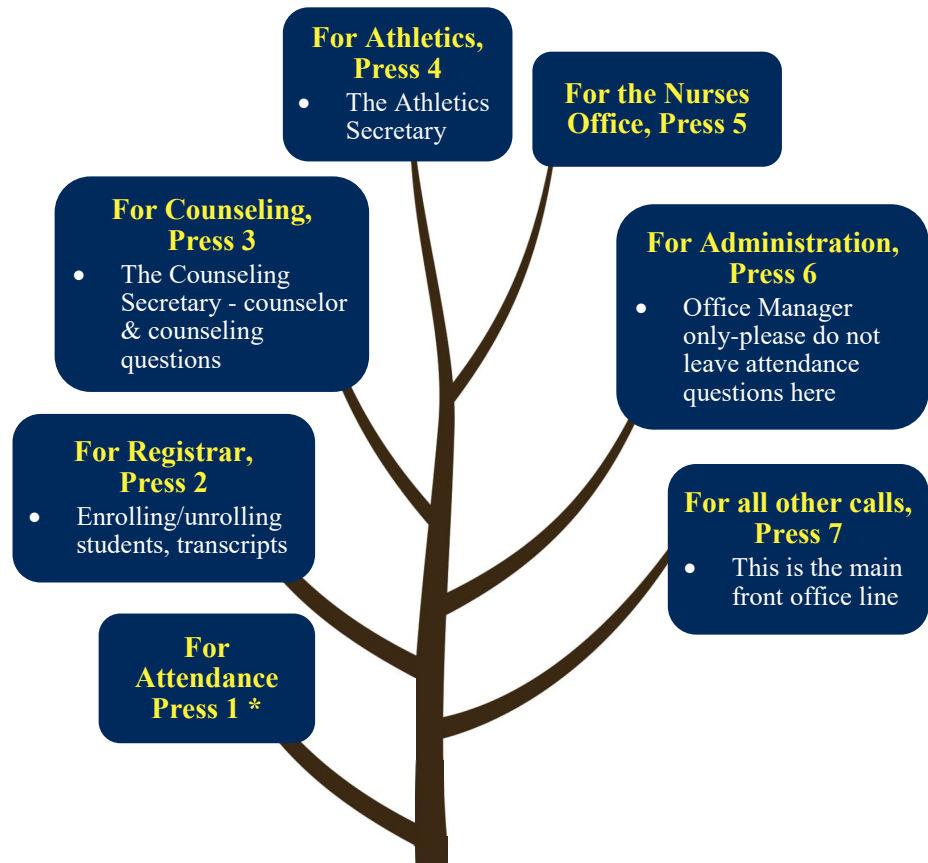 For Athletics,
Press 4
• The Athletics
Secretary
For the Nurses
Office, Press 5
For Counseling,
Press 3
• The Counseling
Secretary - counselor
& counseling
questions
For Administration,
Press 6
• Office Manager
only-please do not
leave attendance
questions here
For Registrar,
Press 2
• Enrolling/unrolling
students, transcripts
For all other calls,
Press 7
• This is the main
front office line
For
Attendance
Press 1 *